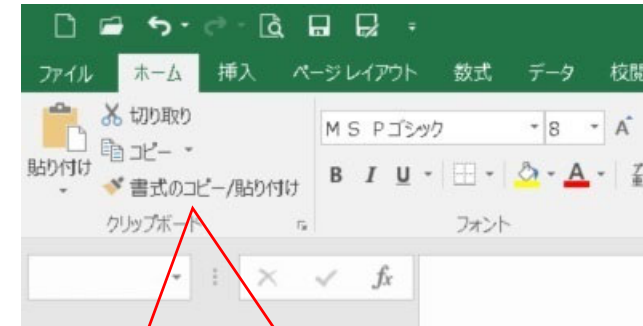 ファイル ホーム 挿入 ページ レイアウト 数式 データ 校閲
切り取り
コピー
書式のコピー/貼り付け
貼り付け
クリップボード
ＭＳ Ｐゴシック 8 A
B I U A
フォント
fx